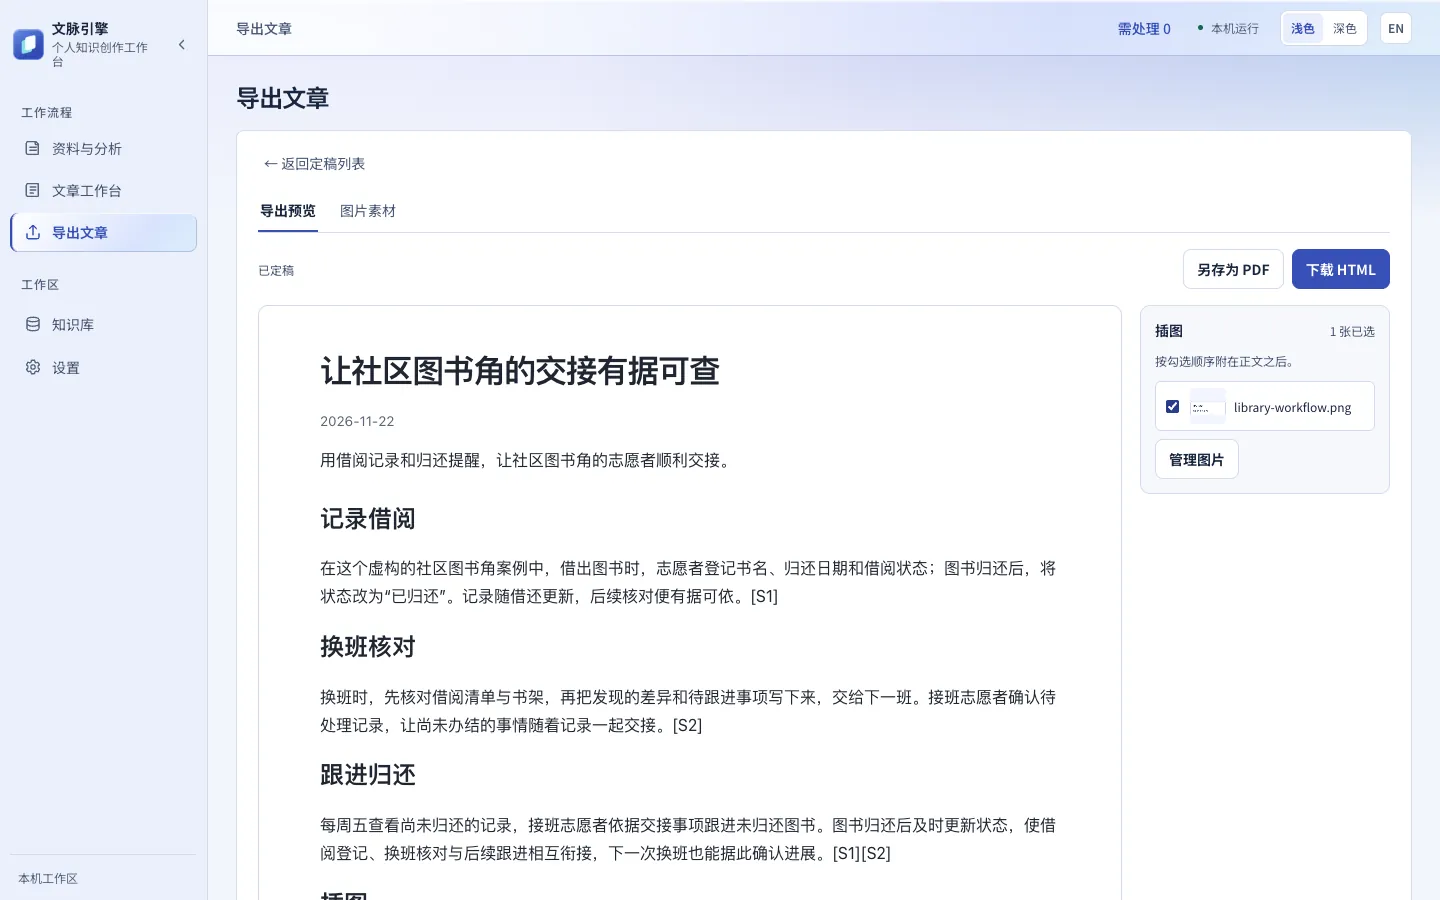 文脉引擎
个人知识创作工作
台
工作流程
资料与分析
文章工作台
导出文章
工作区
知识库
设置
本机工作区
导出文章
需处理 0
本机运行
浅色
深色
EN
导出文章
← 返回定稿列表
导出预览
图片素材
已定稿
另存为 PDF
下载 HTML
让社区图书角的交接有据可查
2026-11-22
用借阅记录和归还提醒，让社区图书角的志愿者顺利交接。
记录借阅
在这个虚构的社区图书角案例中，借出图书时，志愿者登记书名、归还日期和借阅状态；图书归还后，将
状态改为“已归还”。记录随借还更新，后续核对便有据可依。[S1]
换班核对
换班时，先核对借阅清单与书架，再把发现的差异和待跟进事项写下来，交给下一班。接班志愿者确认待
处理记录，让尚未办结的事情随着记录一起交接。[S2]
跟进归还
每周五查看尚未归还的记录，接班志愿者依据交接事项跟进未归还图书。图书归还后及时更新状态，使借
阅登记、换班核对与后续跟进相互衔接，下一次换班也能据此确认进展。[S1][S2]
插图
插图
1 张已选
按勾选顺序附在正文之后。
library-workflow.png
管理图片